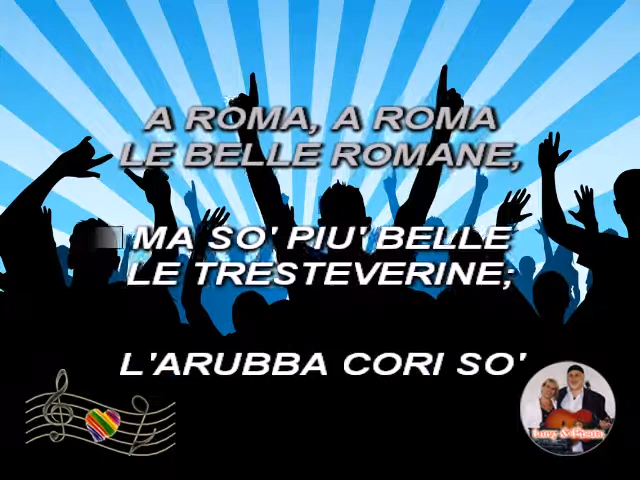 A ROMA, A ROMA
LE BELLE ROMANE,
MA SO' PIU' BELLE
LE TRESTEVERINE;
L'ARUBBA CORI SO'